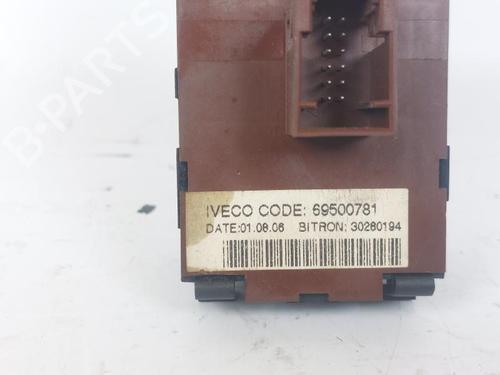 B-PARTS
IVECO CODE: 69500781
DATE:01.08.06 BITRON: 30280194